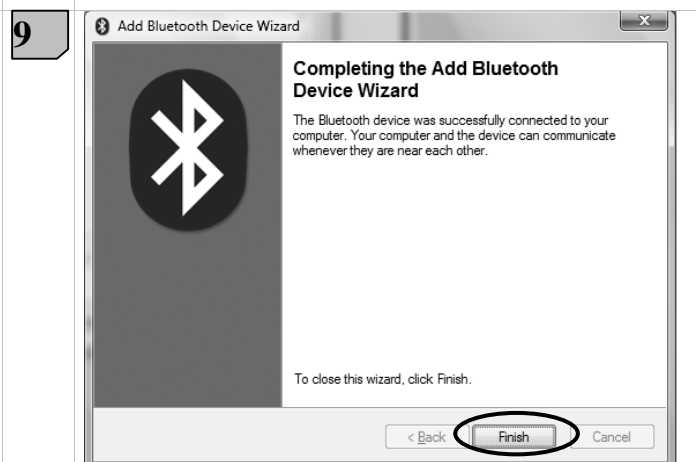 9
Add Bluetooth Device Wizard
x
Completing the Add Bluetooth
Device Wizard
The Bluetooth device was successfully connected to your
computer. Your computer and the device can communicate
whenever they are near each other.
To close this wizard, click Finish.
< Back
Finish
Cancel